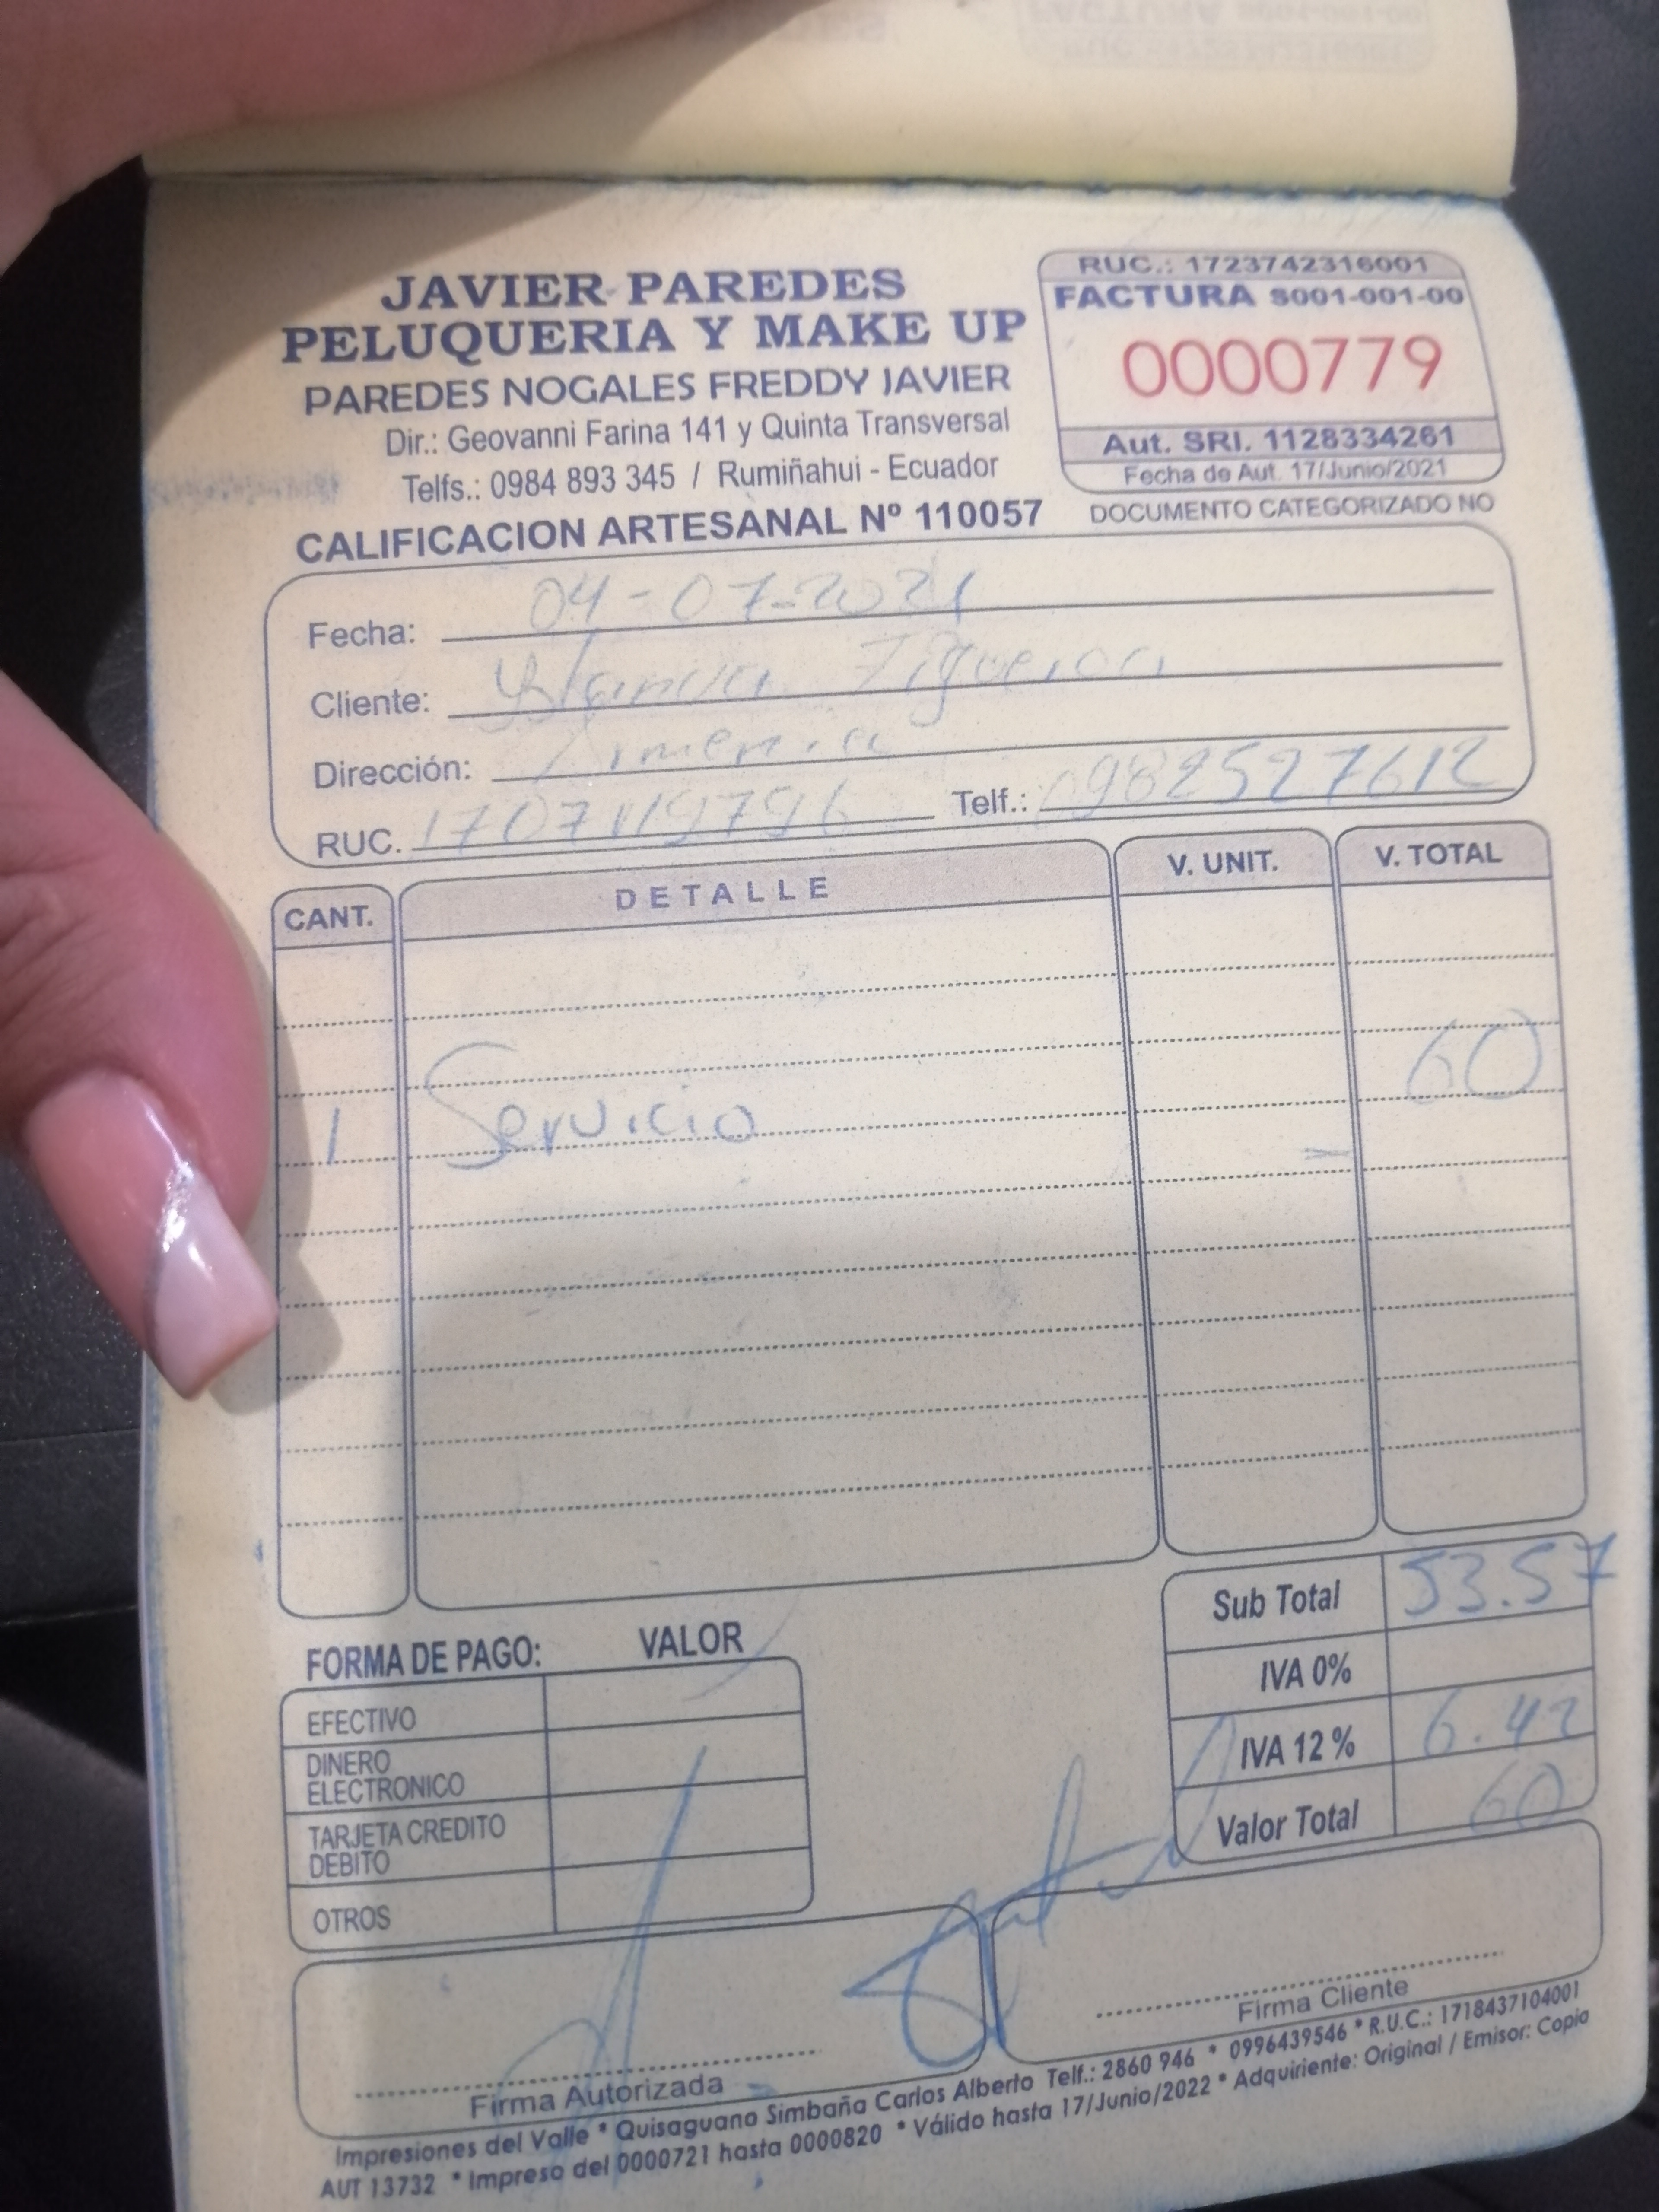 JAVIER PAREDES
PELUQUERIA Y MAKE UP
PAREDES NOGALES FREDDY JAVIER
Dir.: Geovanni Farina 141 y Quinta Transversal
Telfs.: 0984 893 345 / Rumiñahui - Ecuador
CALIFICACION ARTESANAL Nº 110057
RUC.: 1723742316001
FACTURA S001-001-00
0000779
Aut. SRI. 1128334261
Fecha de Aut. 17/Junio/2021
DOCUMENTO CATEGORIZADO NO
Fecha: 04-07-2021
Cliente: Blanca Figueroa
Dirección: Armenia
RUC. Telf.: 0982527612
CANT. DETALLE V. UNIT. V. TOTAL
1 Servicio 60
Sub Total 53.57
IVA 0%
IVA 12 % 6.42
Valor Total 60
FORMA DE PAGO: VALOR
EFECTIVO
DINERO
ELECTRONICO
TARJETA CREDITO
DEBITO
OTROS
Firma Autorizada
Firma Cliente
Impresiones del Valle * Quisaguano Simbaña Carlos Alberto Telf.: 2860 946 * 0996439546 * R.U.C.: 1718437104001
AUT 13732 * Impreso del 0000721 hasta 0000820 * Válido hasta 17/Junio/2022 * Adquiriente: Original / Emisor: Copia